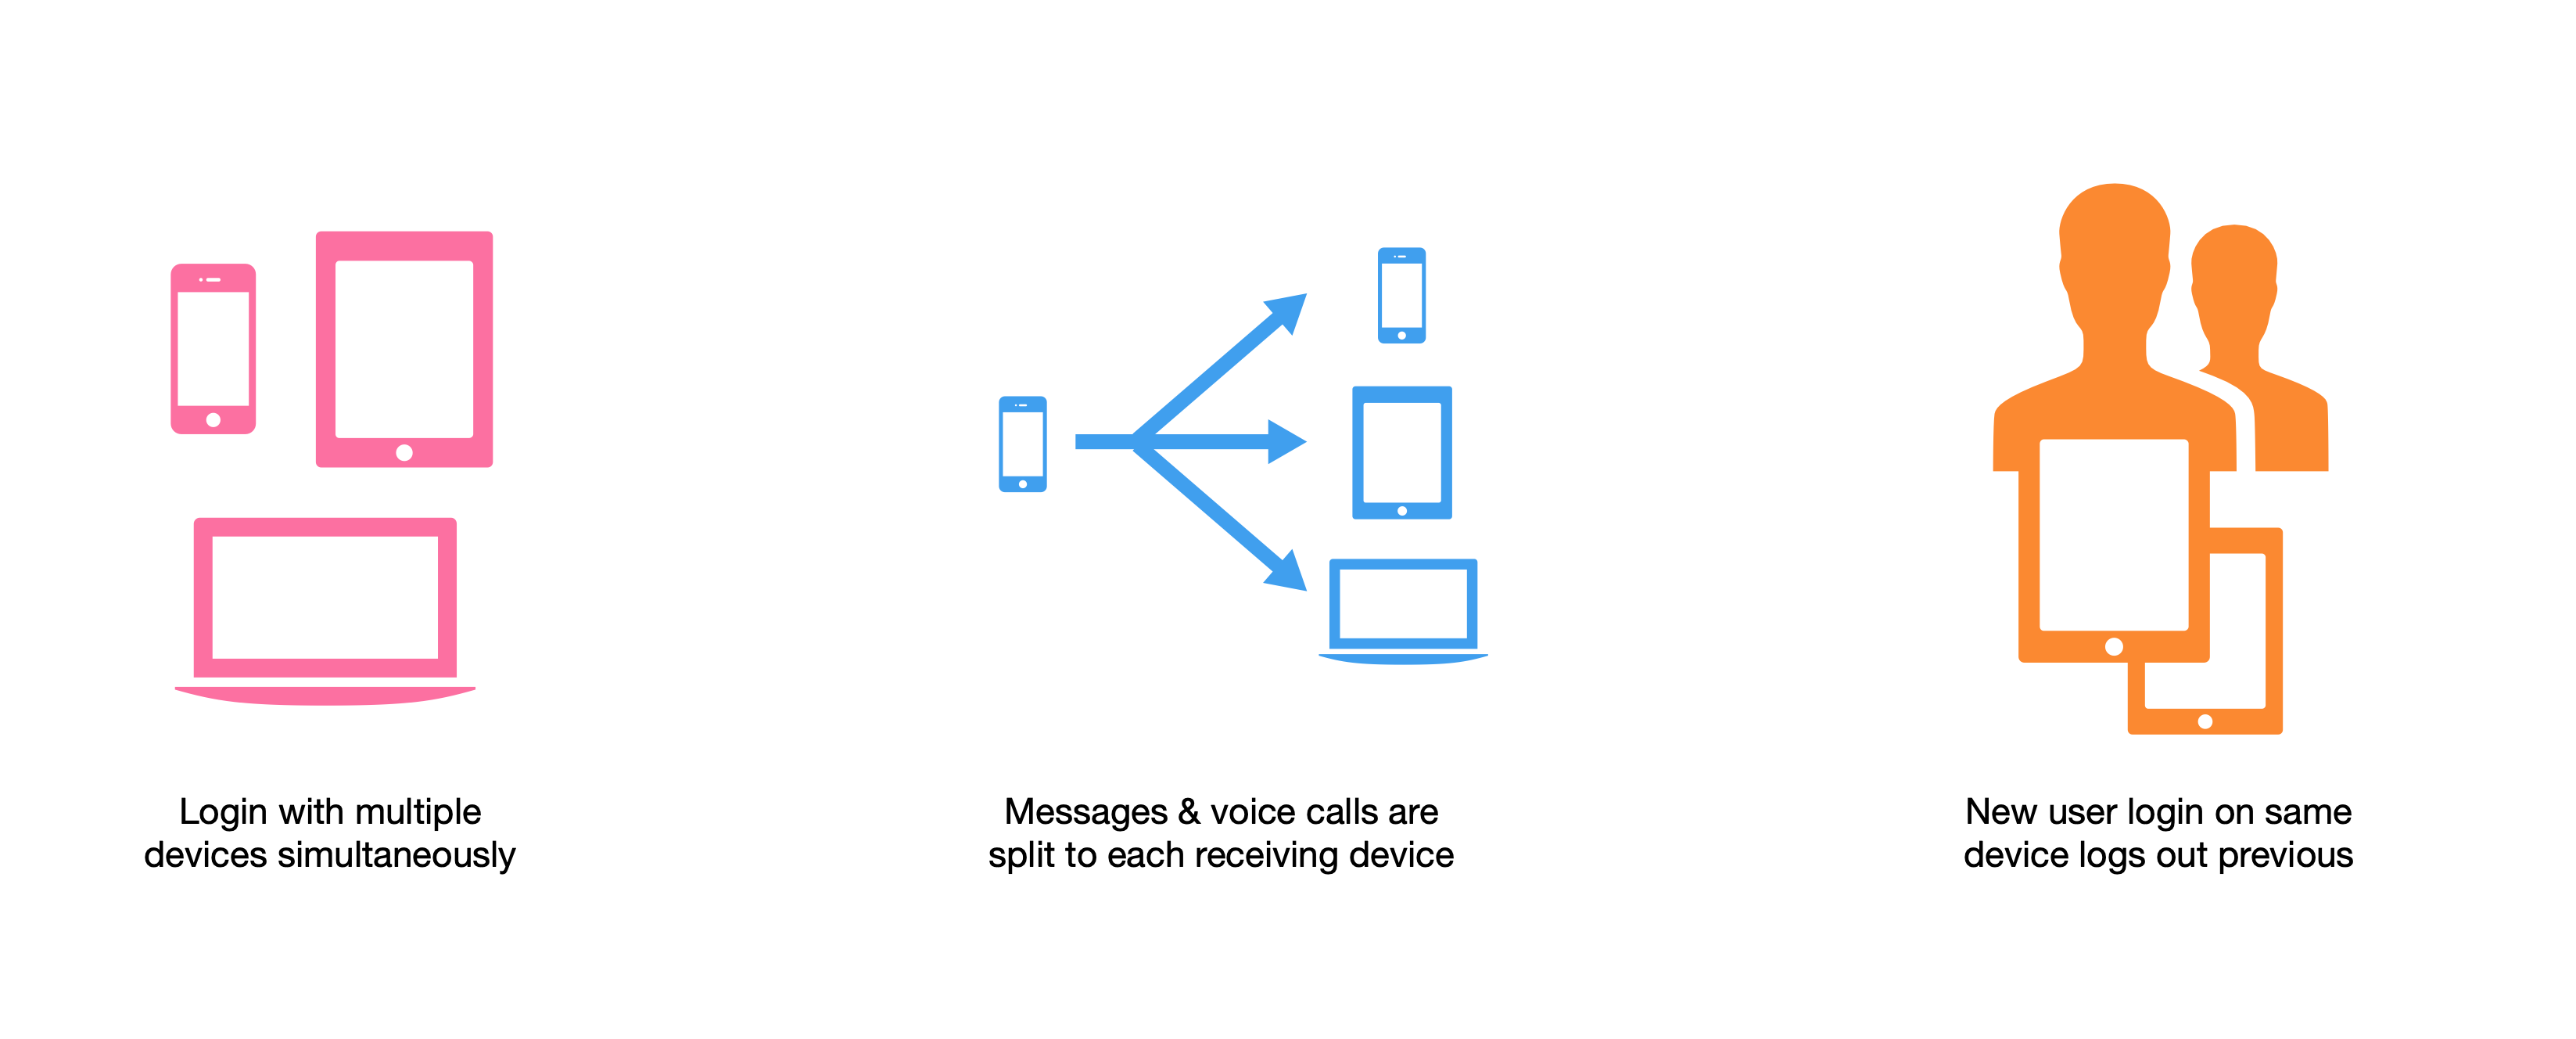 Login with multiple
devices simultaneously
Messages & voice calls are
split to each receiving device
New user login on same
device logs out previous